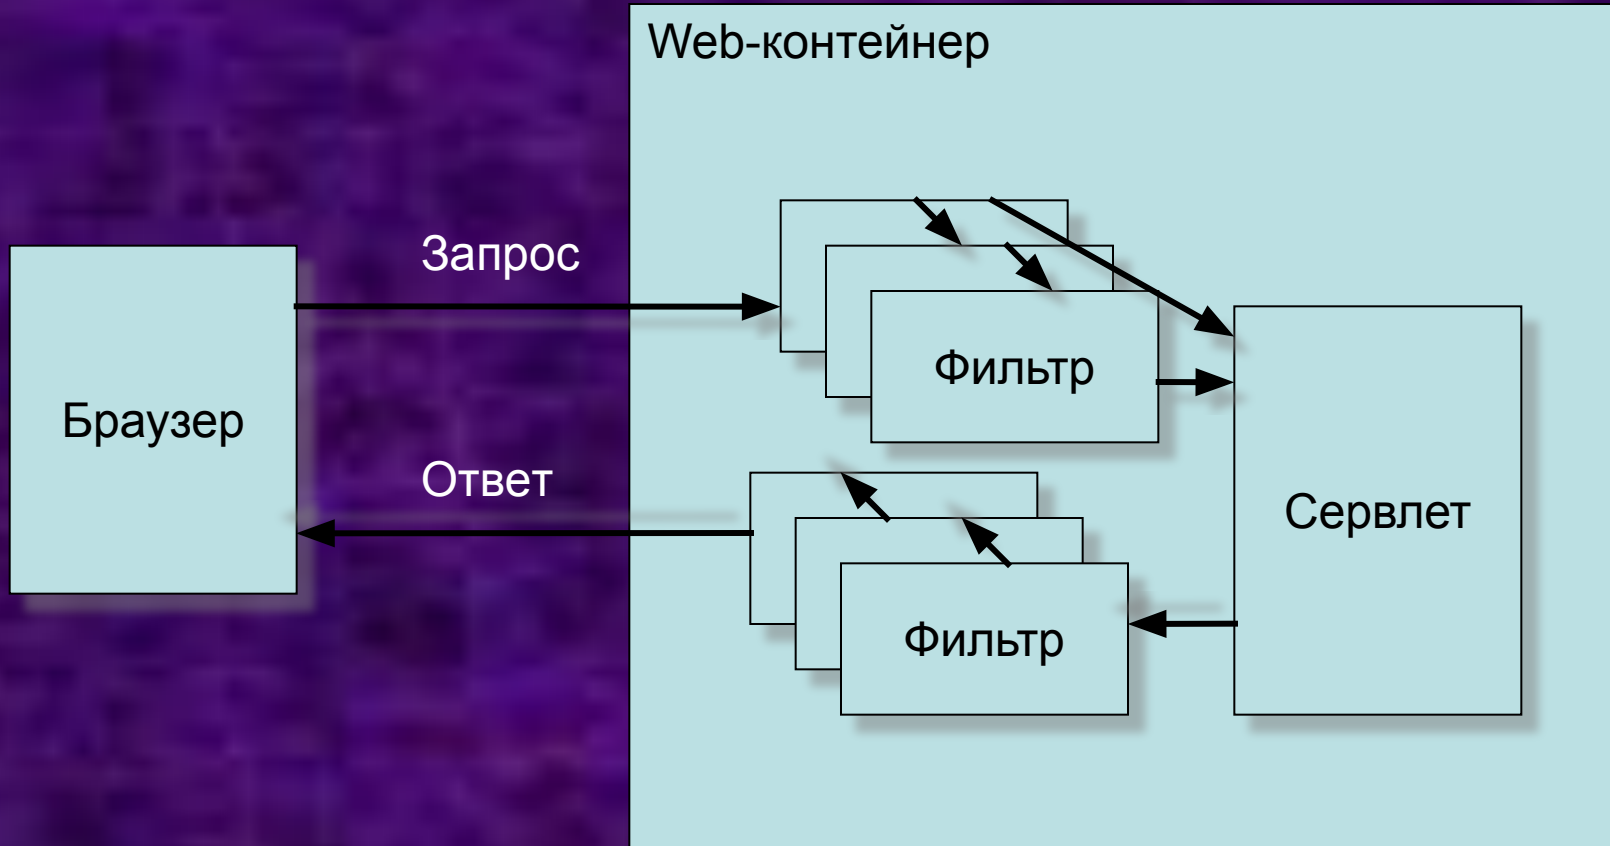 Web-контейнер
Запрос
Фильтр
Браузер
Ответ
Сервлет
Фильтр